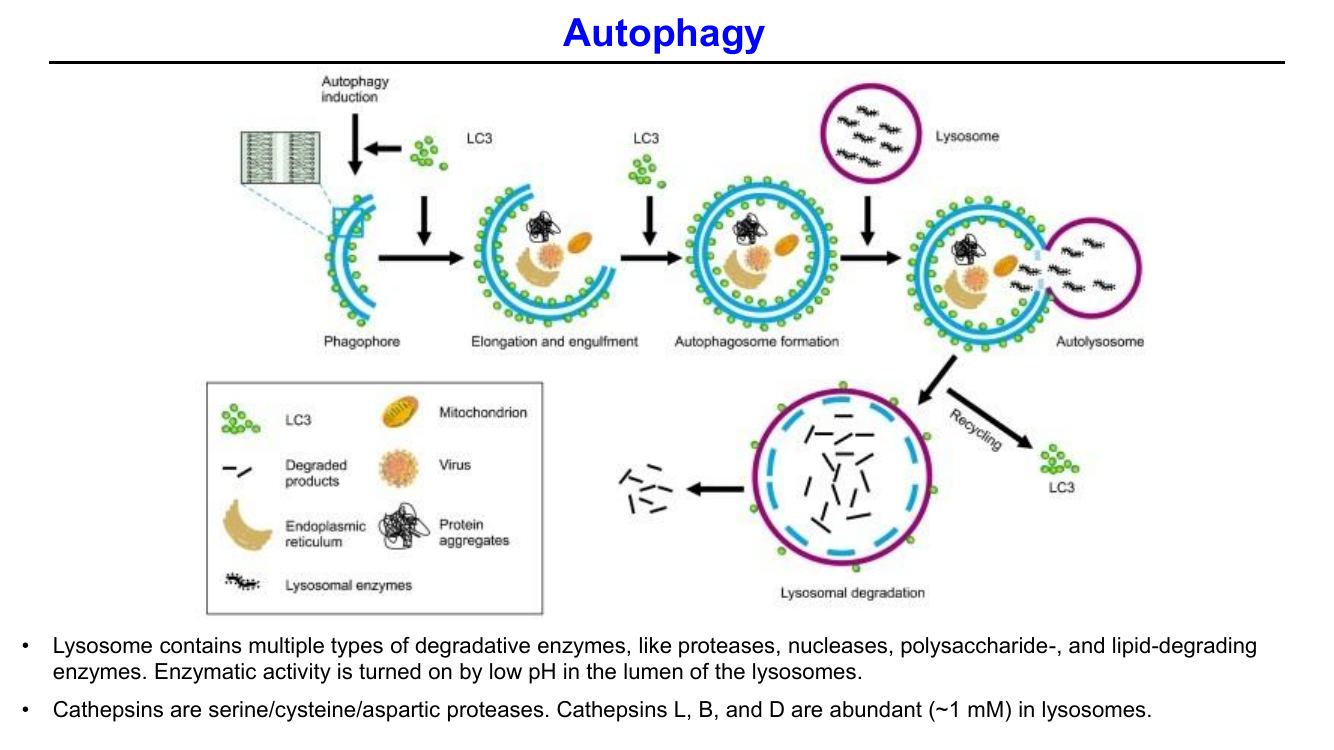 Autophagy
Autophagy
induction
LC3
LC3
Lysosome
Phagophore
Elongation and engulfment
Autophagosome formation
Autolysosome
LC3
Mitochondrion
Degraded
products
Virus
Endoplasmic
reticulum
Protein
aggregates
Lysosomal enzymes
Recycling
LC3
Lysosomal degradation
• Lysosome contains multiple types of degradative enzymes, like proteases, nucleases, polysaccharide-, and lipid-degrading
enzymes. Enzymatic activity is turned on by low pH in the lumen of the lysosomes.
• Cathepsins are serine/cysteine/aspartic proteases. Cathepsins L, B, and D are abundant (~1 mM) in lysosomes.